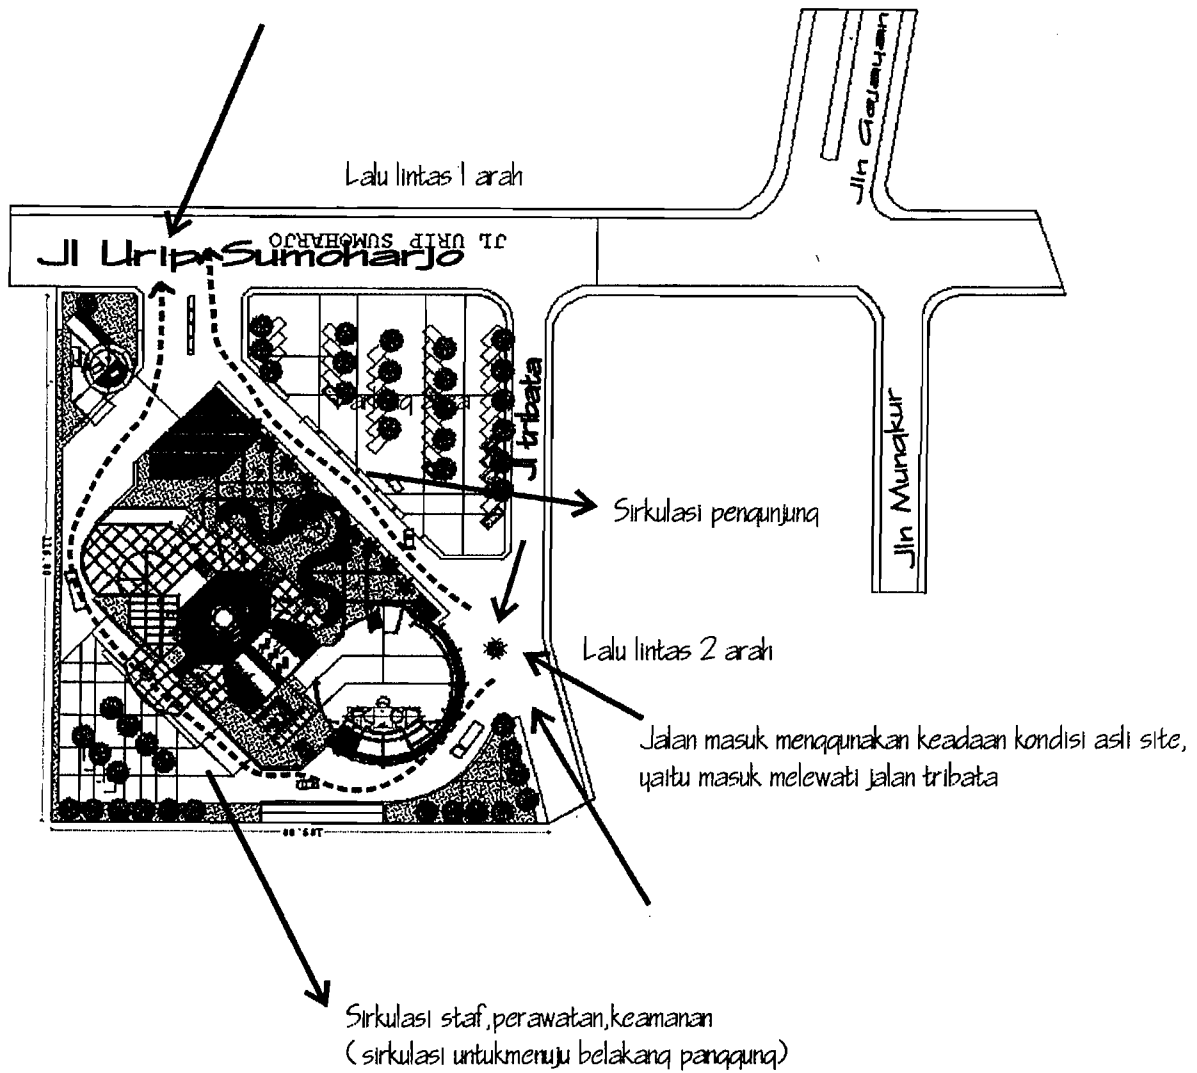 Jln Gajahan
Lalu lintas 1 arah
JL URIP SUMOHARJO
Jl Urip Sumoharjo
Jl tribata
Jln Mungkur
Sirkulasi pengunjung
Lalu lintas 2 arah
Jalan masuk menggunakan keadaan kondisi asli site,
yaitu masuk melewati jalan tribata
Sirkulasi staf,perawatan,keamanan
( sirkulasi untukmenuju belakang panggung)